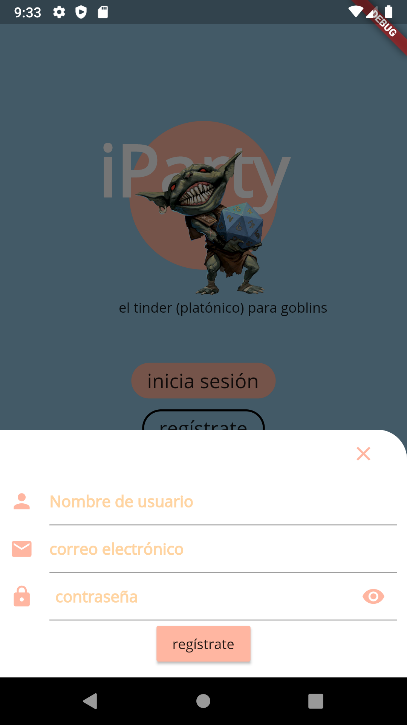 9:33
DEBUG
iParty
el tinder (platónico) para goblins
inicia sesión
regístrate
Nombre de usuario
correo electrónico
contraseña
regístrate